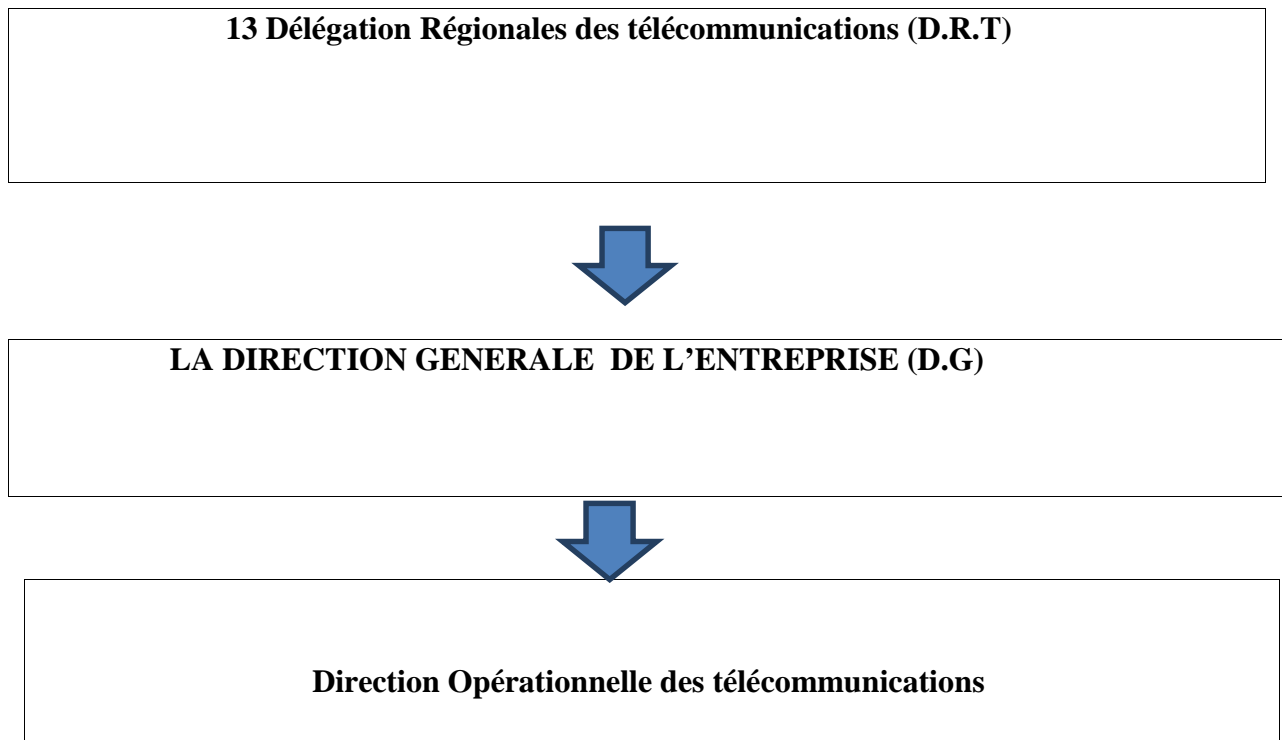 13 Délégation Régionales des télécommunications (D.R.T)
LA DIRECTION GENERALE DE L’ENTREPRISE (D.G)
Direction Opérationnelle des télécommunications